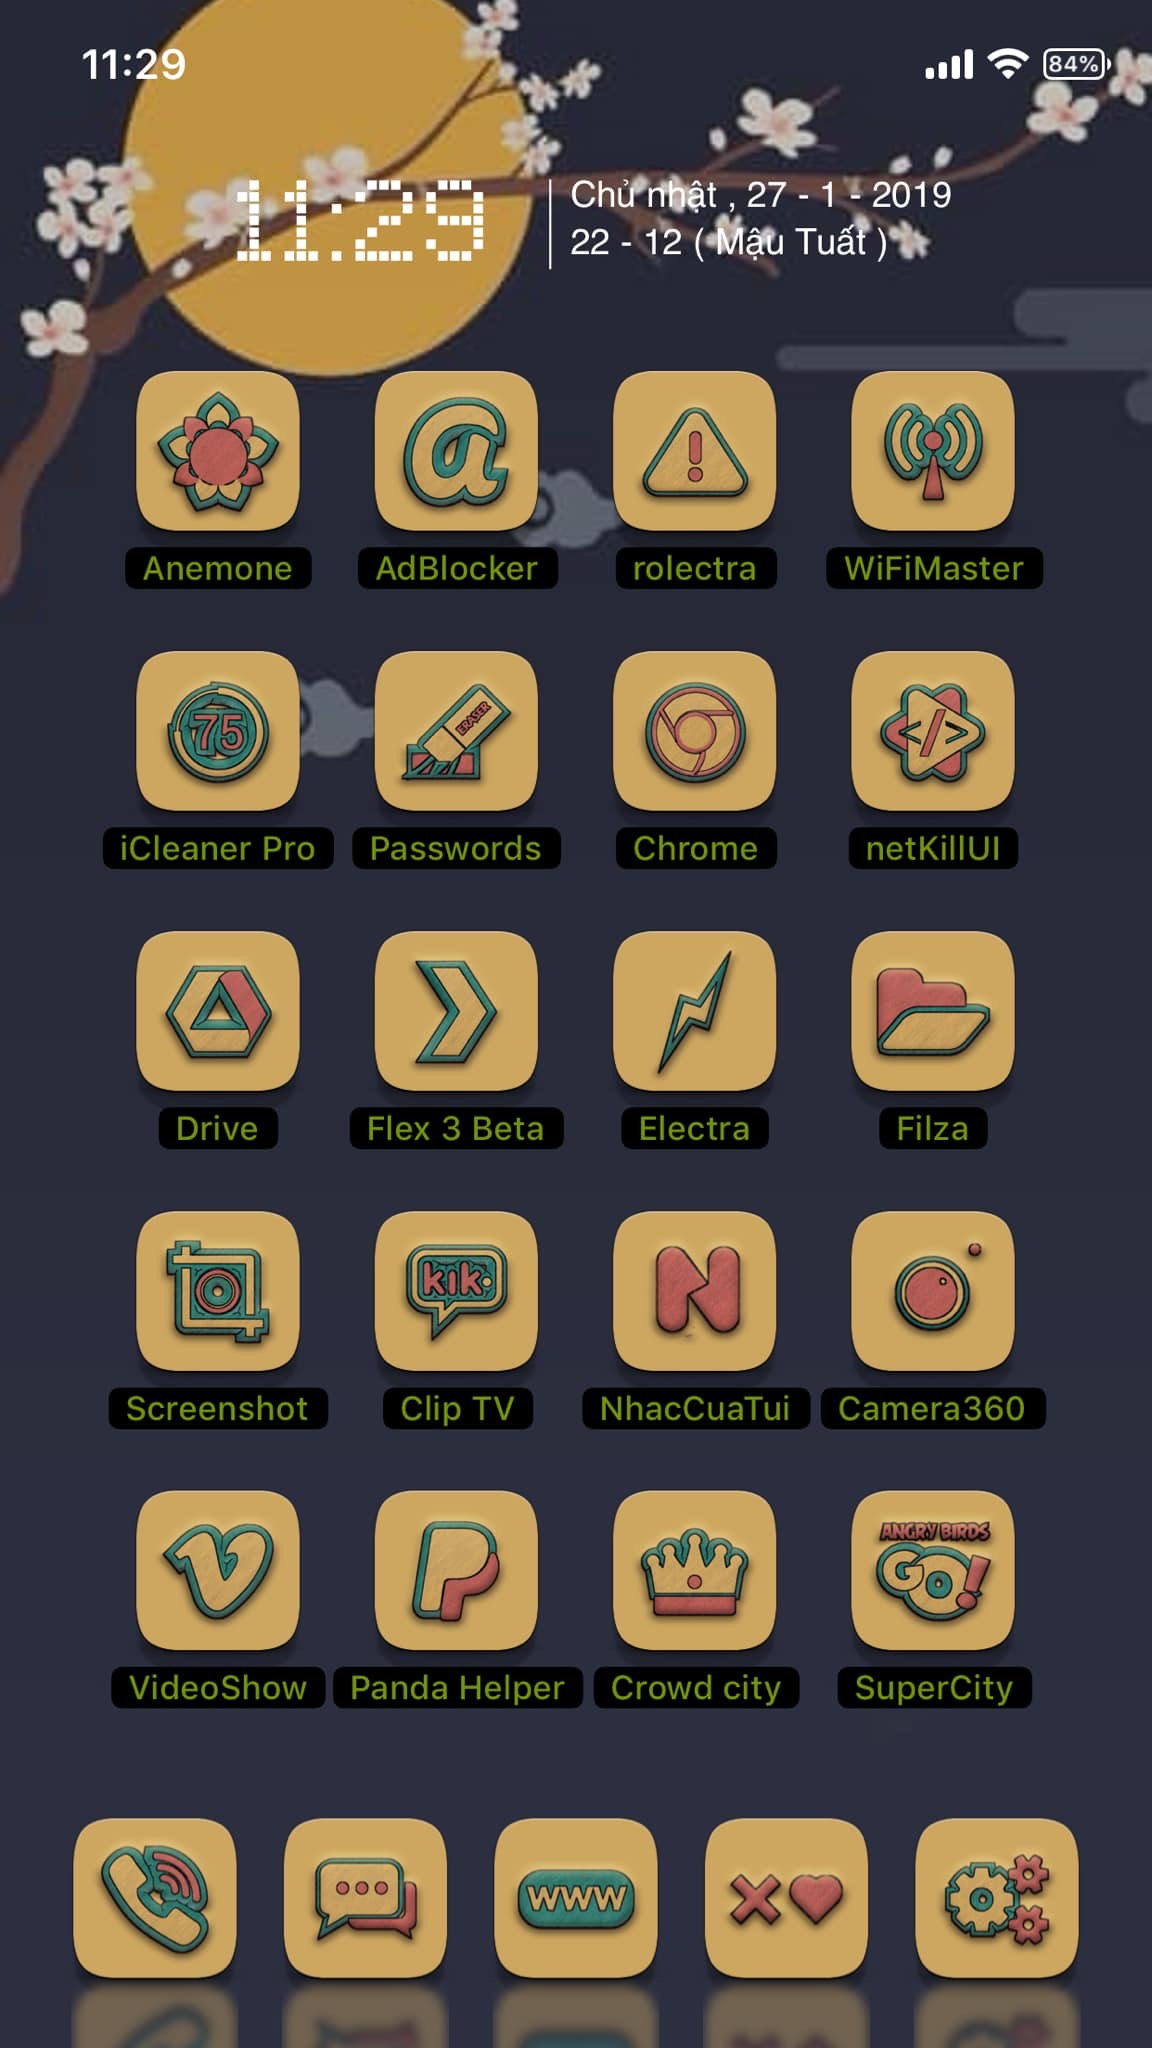 11:29
84%
11:29
Chủ nhật , 27 - 1 - 2019
22 - 12 ( Mậu Tuất )
Anemone
AdBlocker
rolectra
WiFiMaster
75
ERASER
</>
iCleaner Pro
Passwords
Chrome
netKillUI
Drive
Flex 3 Beta
Electra
Filza
kik
N
Screenshot
Clip TV
NhacCuaTui
Camera360
ANGRY BIRDS
GO!
VideoShow
Panda Helper
Crowd city
SuperCity
WWW